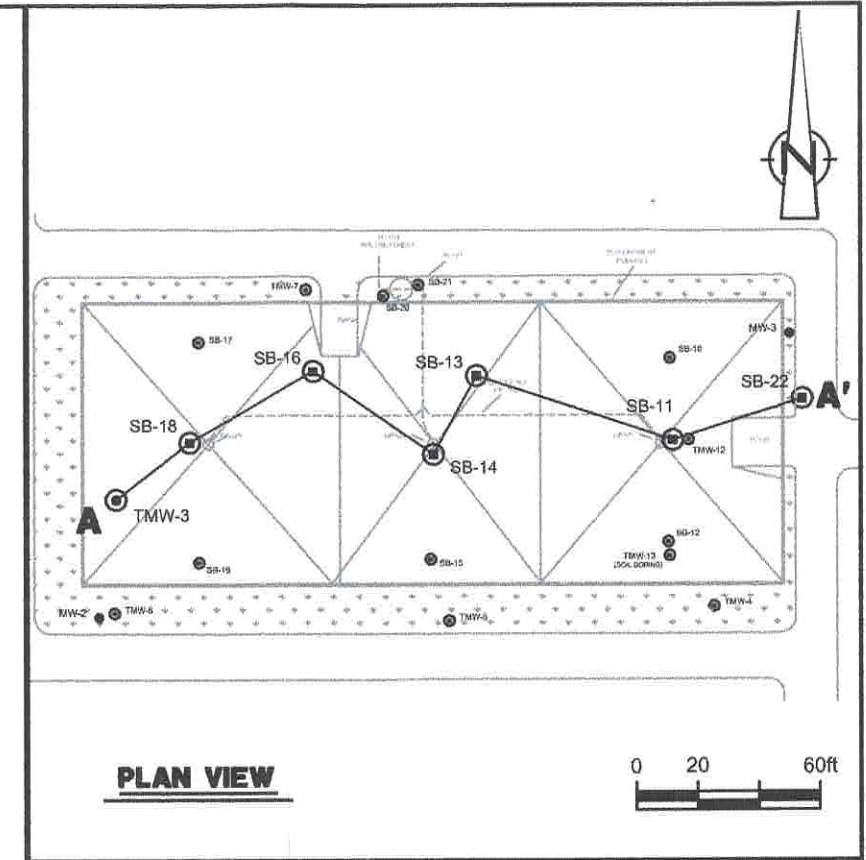 N
TMW-7
SB-21
SB-20
SB-17
SB-16
SB-13
SB-10
MW-3
SB-22
A'
SB-11
TMW-12
SB-18
SB-14
A
TMW-3
SB-12
TMW-13
(SOIL BORING)
SB-15
SB-19
MW-2
TMW-6
TMW-5
TMW-4
PLAN VIEW
0 20 60ft